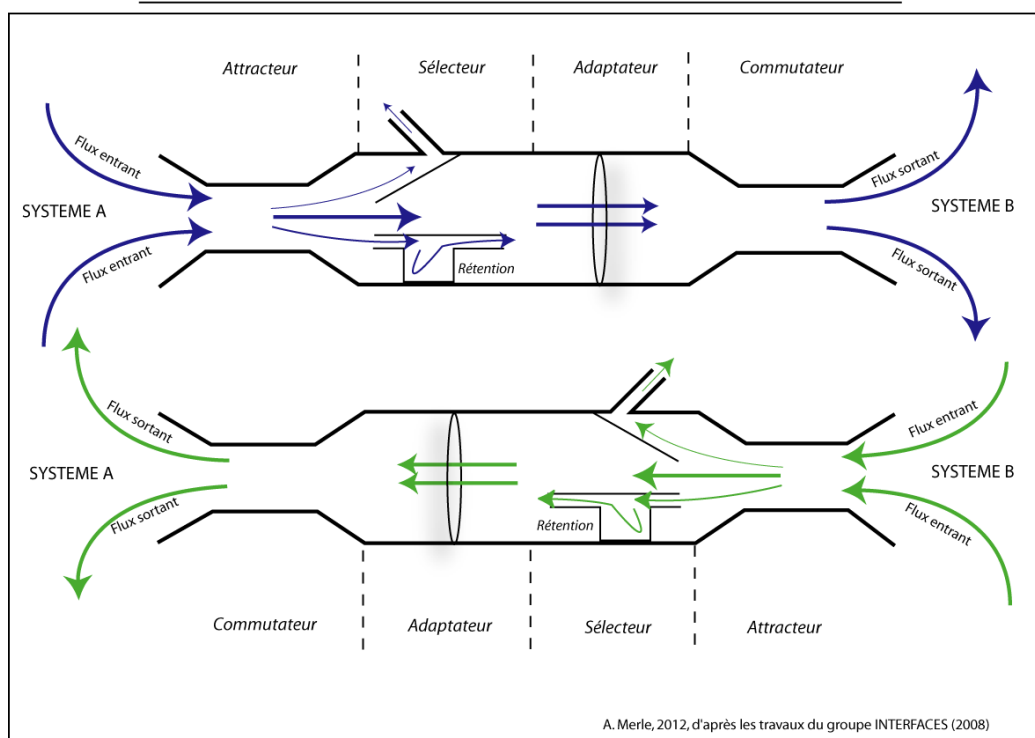 Attracteur
Sélecteur
Adaptateur
Commutateur
Flux entrant
Flux sortant
SYSTEME A
SYSTEME B
Flux entrant
Flux sortant
Rétention
Flux sortant
Flux entrant
SYSTEME A
SYSTEME B
Flux sortant
Flux entrant
Rétention
Commutateur
Adaptateur
Sélecteur
Attracteur
A. Merle, 2012, d'après les travaux du groupe INTERFACES (2008)